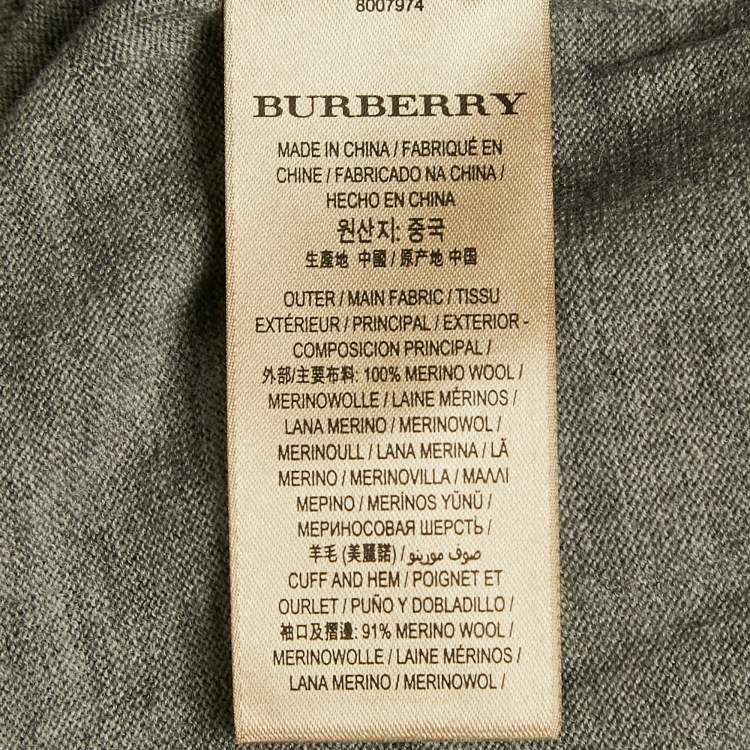 8007974
BURBERRY
MADE IN CHINA / FABRIQUÉ EN
CHINE / FABRICADO NA CHINA /
HECHO EN CHINA
원산지: 중국
生產地 中國 / 原产地 中国
OUTER / MAIN FABRIC / TISSU
EXTÉRIEUR / PRINCIPAL / EXTERIOR -
COMPOSICION PRINCIPAL /
外部/主要布料: 100% MERINO WOOL /
MERINOWOLLE / LAINE MÉRINOS /
LANA MERINO / MERINOWOL /
MERINOULL / LANA MERINA / LÃ
MERINO / MERINOVILLA / ΜΑΛΛΙ
ΜΕΡΙΝΟ / MERİNOS YÜNÜ /
МЕРИНОСОВАЯ ШЕРСТЬ /
羊毛 (美麗諾) / صوف مورينو /
CUFF AND HEM / POIGNET ET
OURLET / PUÑO Y DOBLADILLO /
袖口及摺邊: 91% MERINO WOOL /
MERINOWOLLE / LAINE MÉRINOS /
LANA MERINO / MERINOWOL /